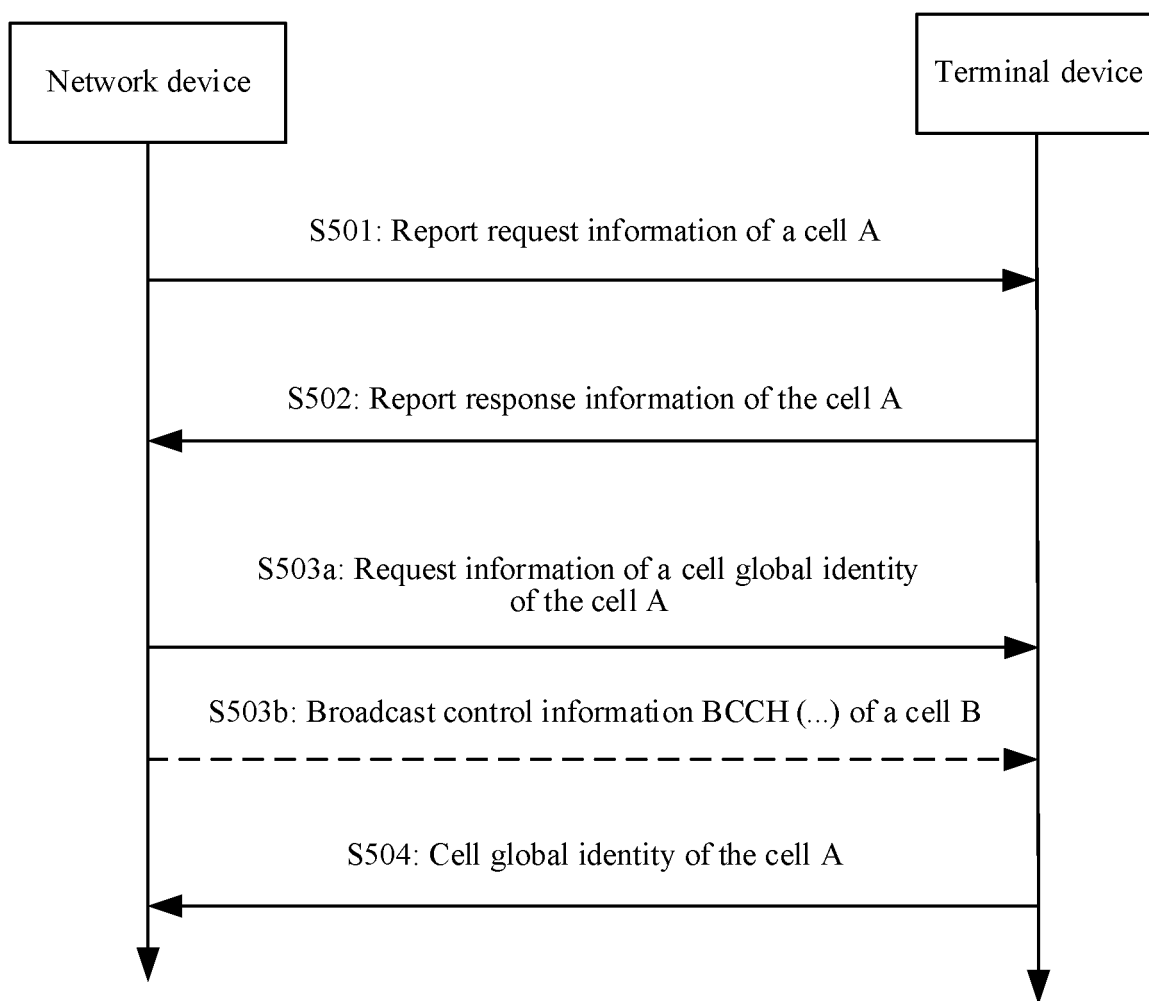 Network device
Terminal device
S501: Report request information of a cell A
S502: Report response information of the cell A
S503a: Request information of a cell global identity
of the cell A
S503b: Broadcast control information BCCH (...) of a cell B
S504: Cell global identity of the cell A